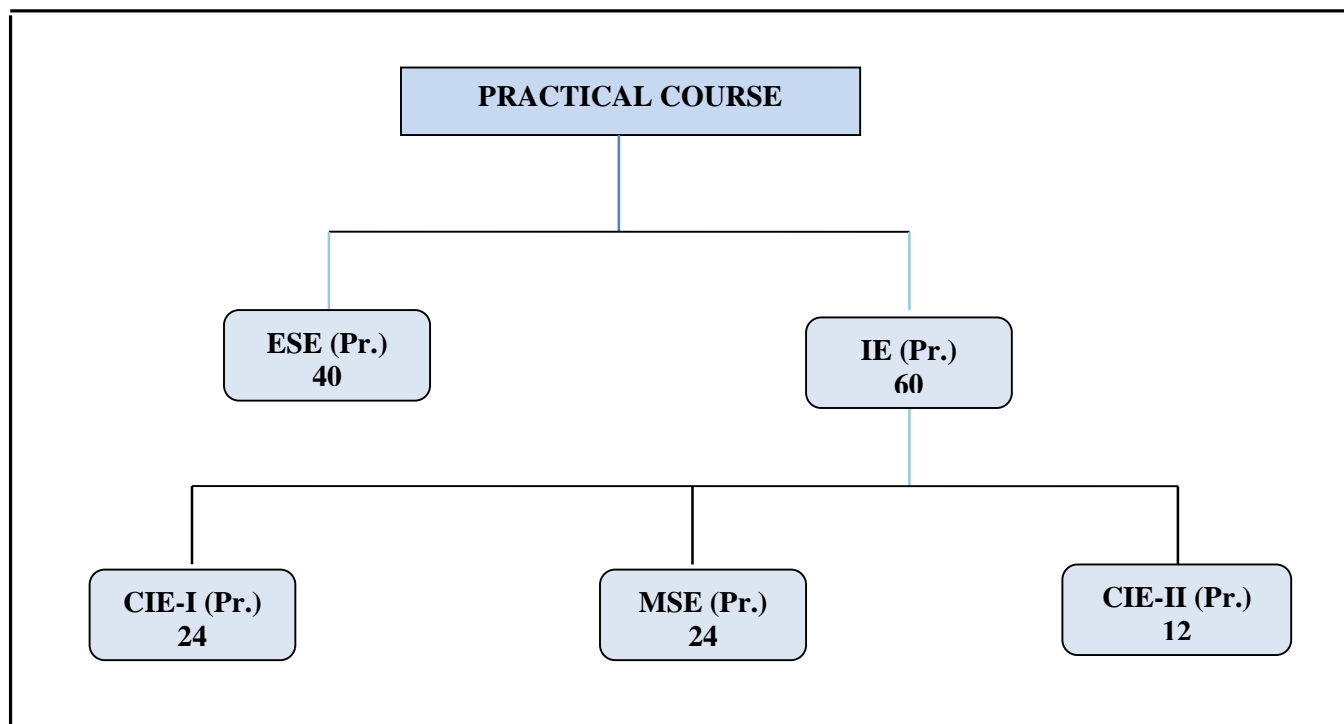 PRACTICAL COURSE
ESE (Pr.)
40
IE (Pr.)
60
CIE-I (Pr.)
24
MSE (Pr.)
24
CIE-II (Pr.)
12